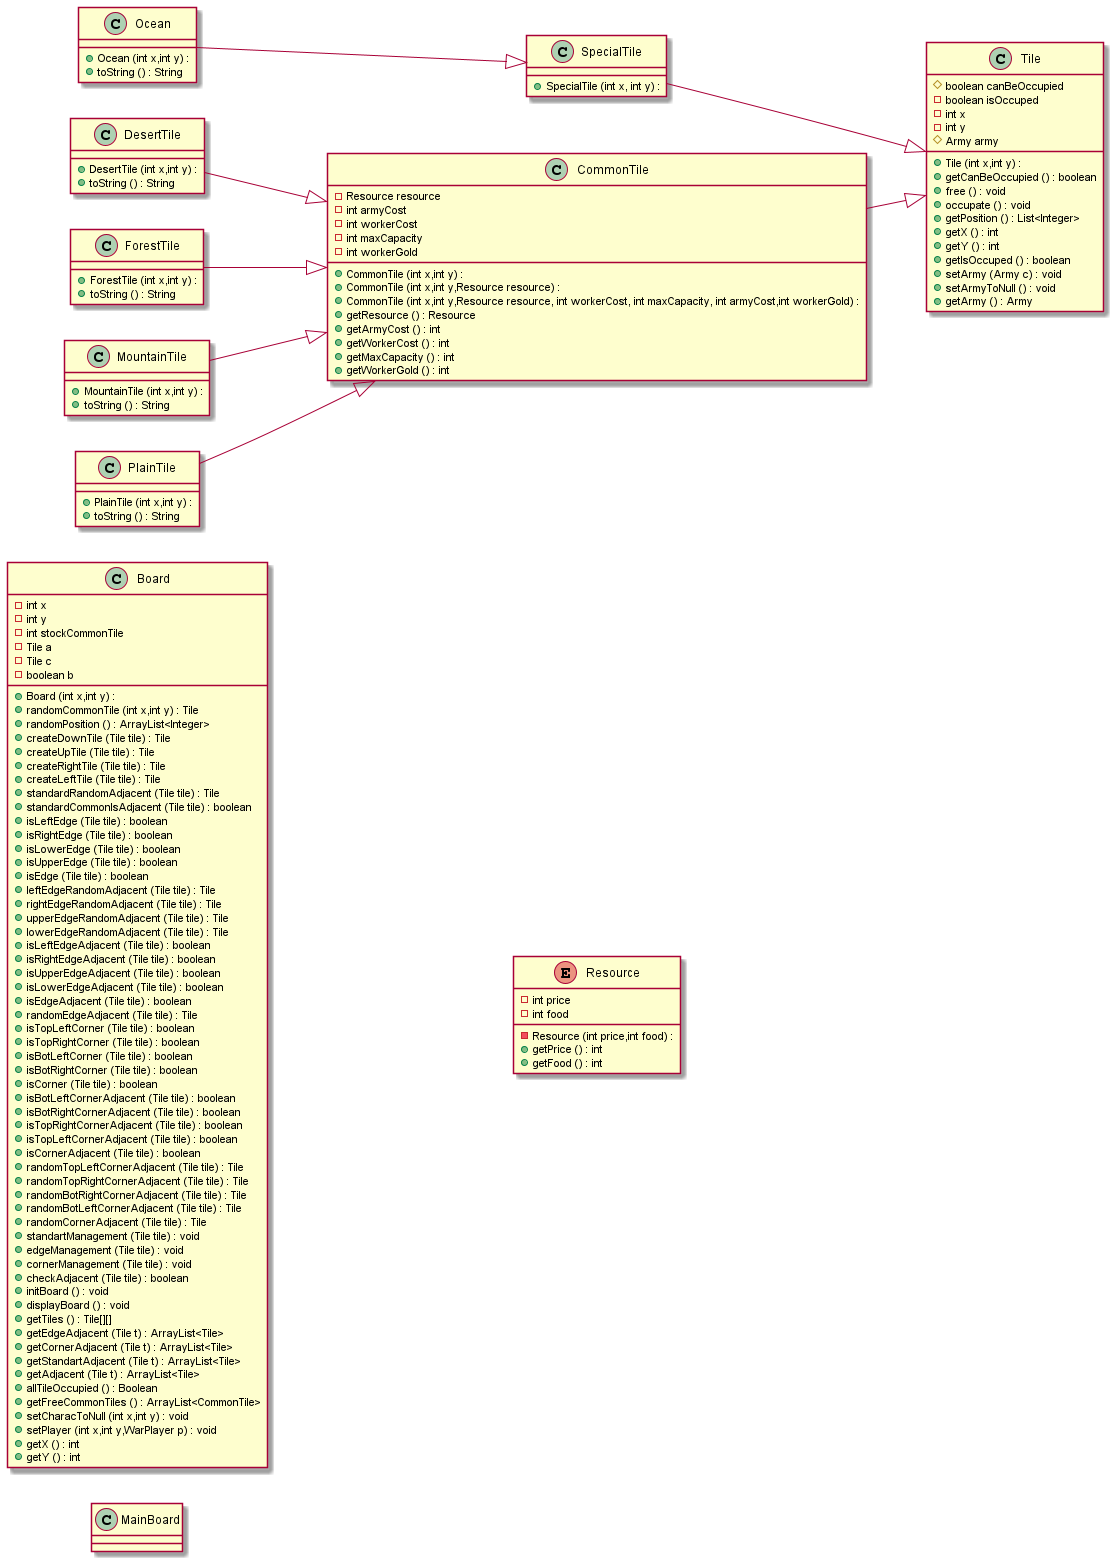 C Ocean
Ocean (int x,int y) :
toString () : String
C SpecialTile
SpecialTile (int x, int y) :
C Tile
boolean canBeOccupied
boolean isOccuped
int x
int y
Army army
Tile (int x,int y) :
getCanBeOccupied () : boolean
free () : void
occupate () : void
getPosition () : List<Integer>
getX () : int
getY () : int
getIsOccuped () : boolean
setArmy (Army c) : void
setArmyToNull () : void
getArmy () : Army
C DesertTile
DesertTile (int x,int y) :
toString () : String
C CommonTile
Resource resource
int armyCost
int workerCost
int maxCapacity
int workerGold
CommonTile (int x,int y) :
CommonTile (int x,int y,Resource resource) :
CommonTile (int x,int y,Resource resource, int workerCost, int maxCapacity, int armyCost,int workerGold) :
getResource () : Resource
getArmyCost () : int
getWorkerCost () : int
getMaxCapacity () : int
getWorkerGold () : int
C ForestTile
ForestTile (int x,int y) :
toString () : String
C MountainTile
MountainTile (int x,int y) :
toString () : String
C PlainTile
PlainTile (int x,int y) :
toString () : String
C Board
int x
int y
int stockCommonTile
Tile a
Tile c
boolean b
Board (int x,int y) :
randomCommonTile (int x,int y) : Tile
randomPosition () : ArrayList<Integer>
createDownTile (Tile tile) : Tile
createUpTile (Tile tile) : Tile
createRightTile (Tile tile) : Tile
createLeftTile (Tile tile) : Tile
standardRandomAdjacent (Tile tile) : Tile
standardCommonIsAdjacent (Tile tile) : boolean
isLeftEdge (Tile tile) : boolean
isRightEdge (Tile tile) : boolean
isLowerEdge (Tile tile) : boolean
isUpperEdge (Tile tile) : boolean
isEdge (Tile tile) : boolean
leftEdgeRandomAdjacent (Tile tile) : Tile
rightEdgeRandomAdjacent (Tile tile) : Tile
upperEdgeRandomAdjacent (Tile tile) : Tile
lowerEdgeRandomAdjacent (Tile tile) : Tile
isLeftEdgeAdjacent (Tile tile) : boolean
isRightEdgeAdjacent (Tile tile) : boolean
isUpperEdgeAdjacent (Tile tile) : boolean
isLowerEdgeAdjacent (Tile tile) : boolean
isEdgeAdjacent (Tile tile) : boolean
randomEdgeAdjacent (Tile tile) : Tile
isTopLeftCorner (Tile tile) : boolean
isTopRightCorner (Tile tile) : boolean
isBotLeftCorner (Tile tile) : boolean
isBotRightCorner (Tile tile) : boolean
isCorner (Tile tile) : boolean
isBotLeftCornerAdjacent (Tile tile) : boolean
isBotRightCornerAdjacent (Tile tile) : boolean
isTopRightCornerAdjacent (Tile tile) : boolean
isTopLeftCornerAdjacent (Tile tile) : boolean
isCornerAdjacent (Tile tile) : boolean
randomTopLeftCornerAdjacent (Tile tile) : Tile
randomTopRightCornerAdjacent (Tile tile) : Tile
randomBotRightCornerAdjacent (Tile tile) : Tile
randomBotLeftCornerAdjacent (Tile tile) : Tile
randomCornerAdjacent (Tile tile) : Tile
standartManagement (Tile tile) : void
edgeManagement (Tile tile) : void
cornerManagement (Tile tile) : void
checkAdjacent (Tile tile) : boolean
initBoard () : void
displayBoard () : void
getTiles () : Tile[][]
getEdgeAdjacent (Tile t) : ArrayList<Tile>
getCornerAdjacent (Tile t) : ArrayList<Tile>
getStandartAdjacent (Tile t) : ArrayList<Tile>
getAdjacent (Tile t) : ArrayList<Tile>
allTileOccupied () : Boolean
getFreeCommonTiles () : ArrayList<CommonTile>
setCharacToNull (int x,int y) : void
setPlayer (int x,int y,WarPlayer p) : void
getX () : int
getY () : int
E Resource
int price
int food
Resource (int price,int food) :
getPrice () : int
getFood () : int
C MainBoard